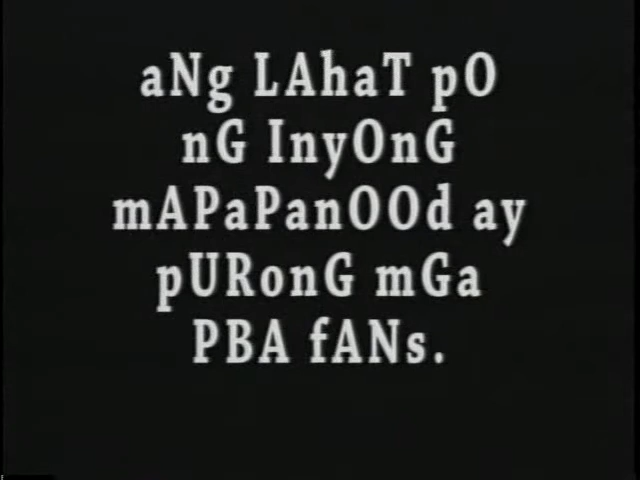 aNg LAhaT pO
nG InyOnG
mAPaPanOOd ay
pURonG mGa
PBA fANs.